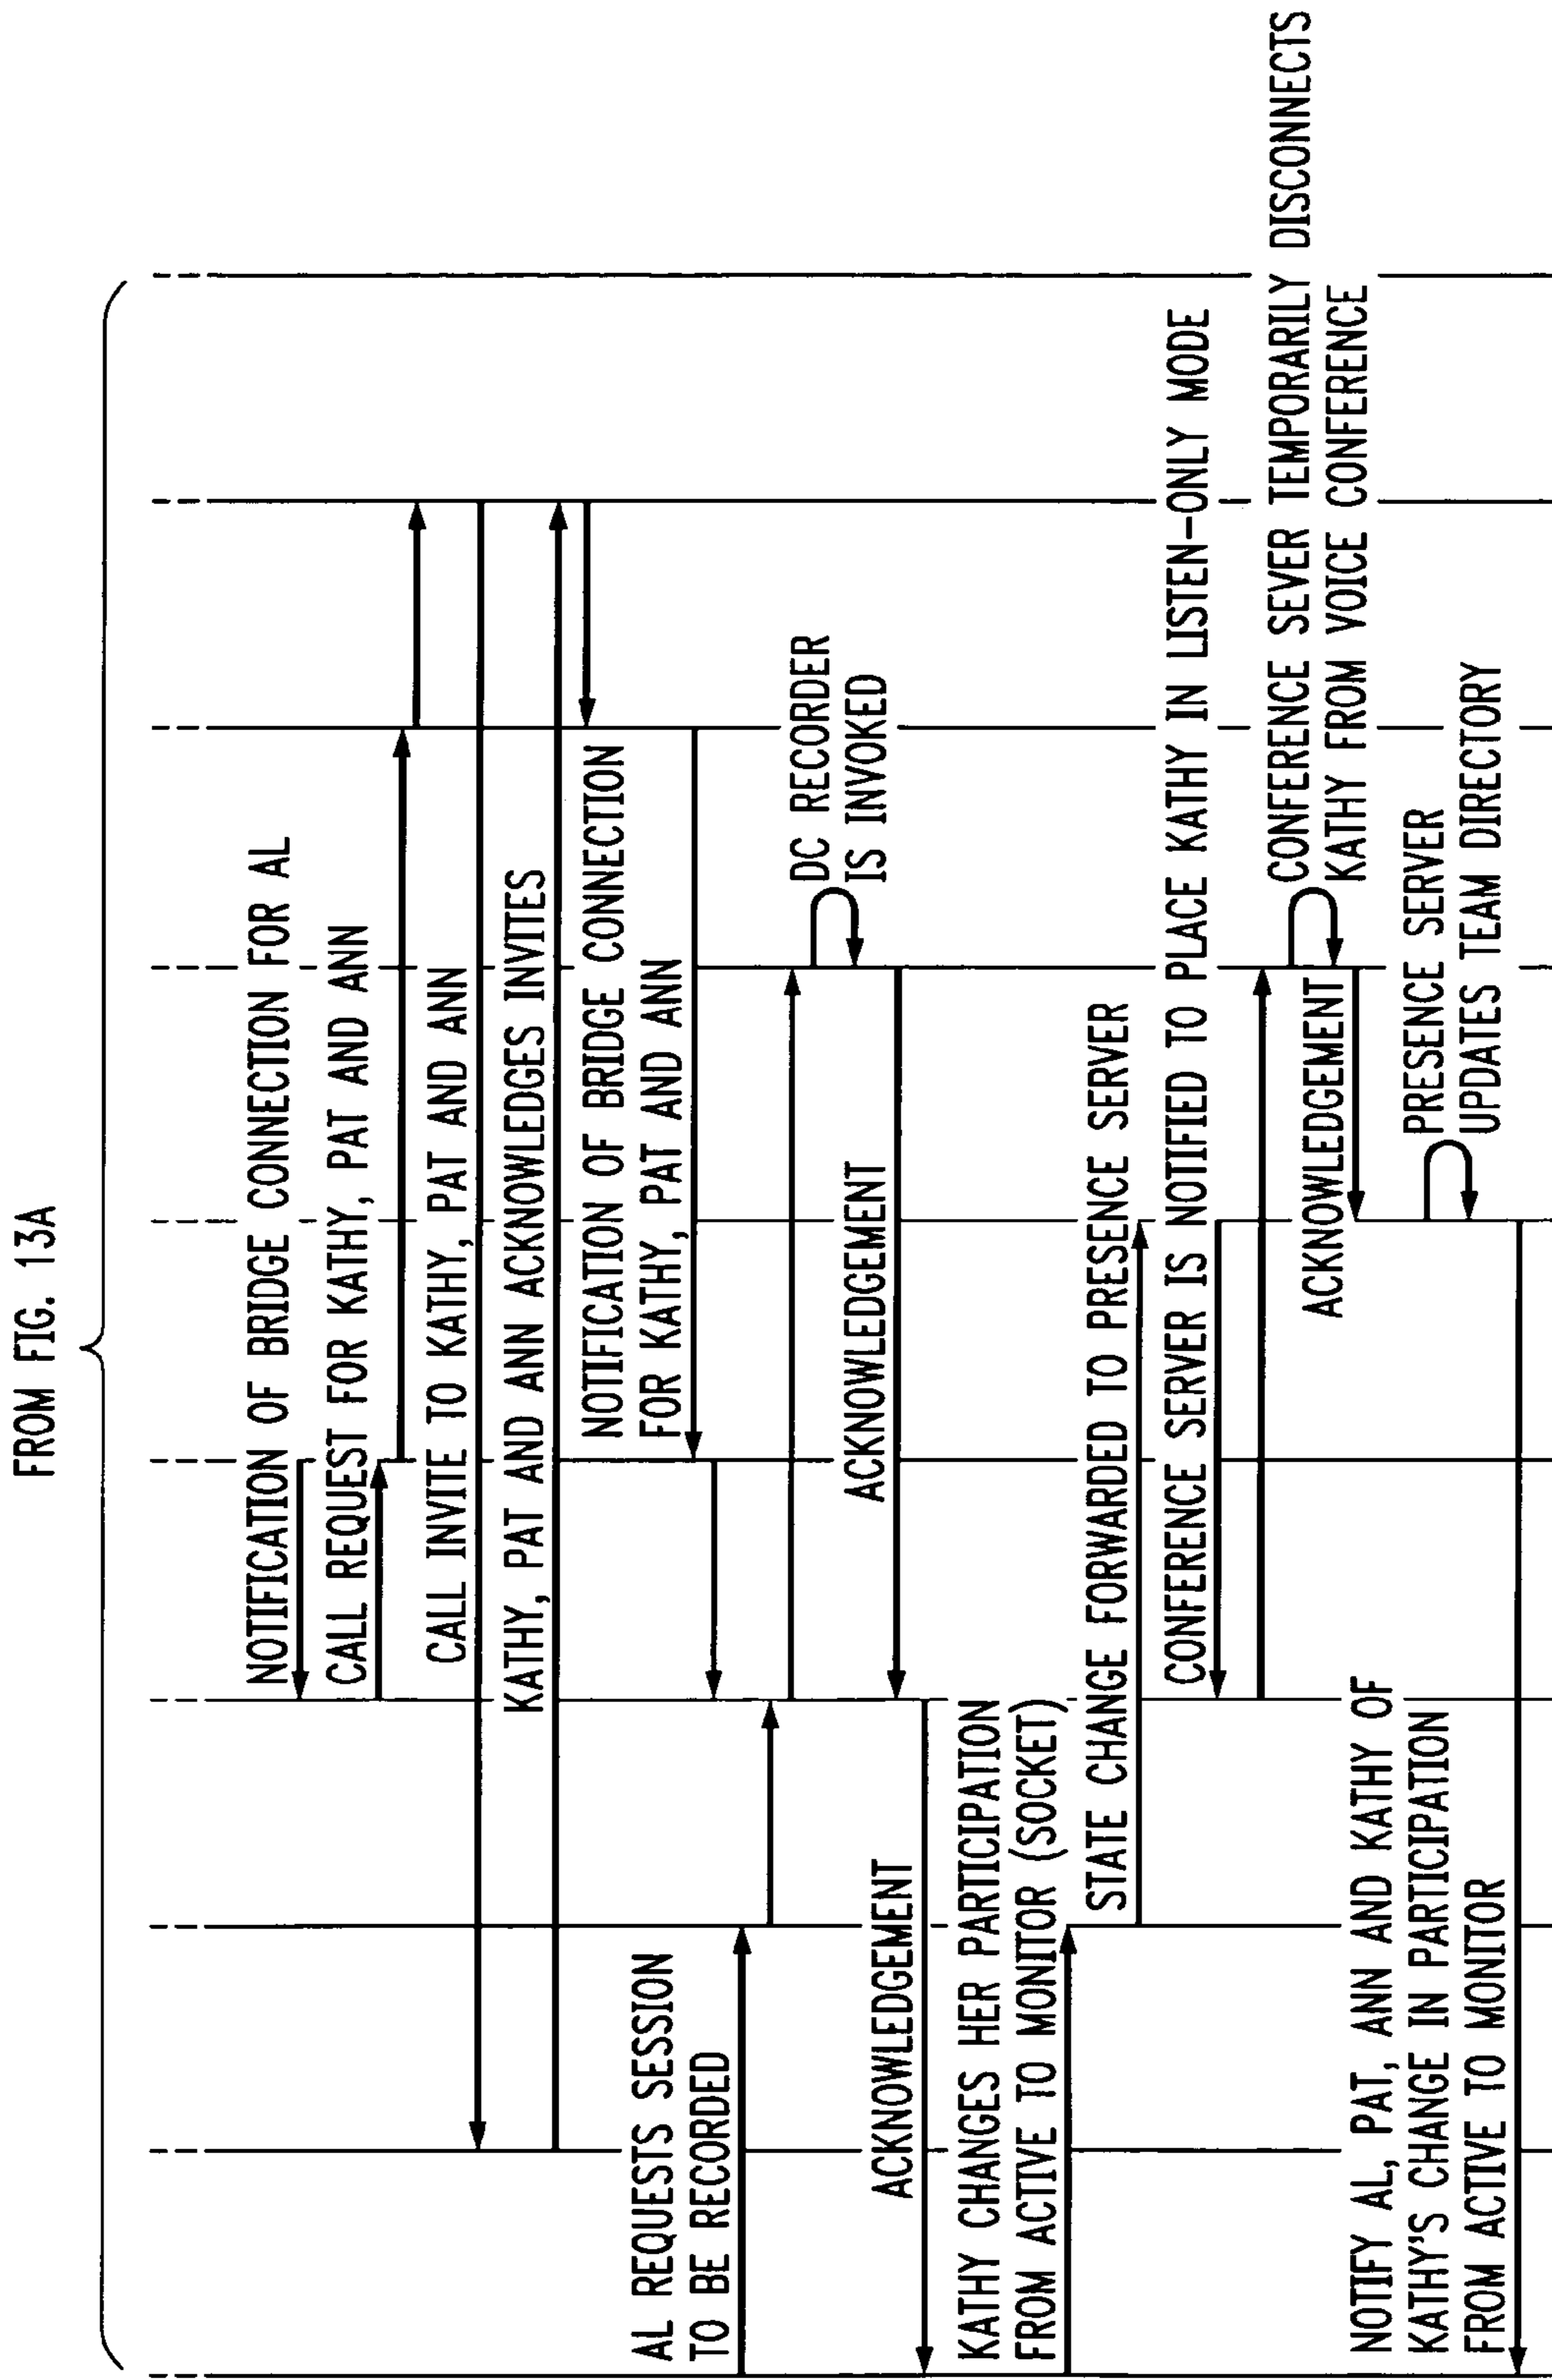 FROM FIG. 13A
NOTIFICATION OF BRIDGE CONNECTION FOR AL
CALL REQUEST FOR KATHY, PAT AND ANN
CALL INVITE TO KATHY, PAT AND ANN
KATHY, PAT AND ANN ACKNOWLEDGES INVITES
NOTIFICATION OF BRIDGE CONNECTION
FOR KATHY, PAT AND ANN
AL REQUESTS SESSION
TO BE RECORDED
DC RECORDER
IS INVOKED
ACKNOWLEDGEMENT
ACKNOWLEDGEMENT
KATHY CHANGES HER PARTICIPATION
FROM ACTIVE TO MONITOR (SOCKET)
STATE CHANGE FORWARDED TO PRESENCE SERVER
CONFERENCE SERVER IS NOTIFIED TO PLACE KATHY IN LISTEN-ONLY MODE
CONFERENCE SEVER TEMPORARILY DISCONNECTS
KATHY FROM VOICE CONFERENCE
ACKNOWLEDGEMENT
PRESENCE SERVER
UPDATES TEAM DIRECTORY
NOTIFY AL, PAT, ANN AND KATHY OF
KATHY'S CHANGE IN PARTICIPATION
FROM ACTIVE TO MONITOR